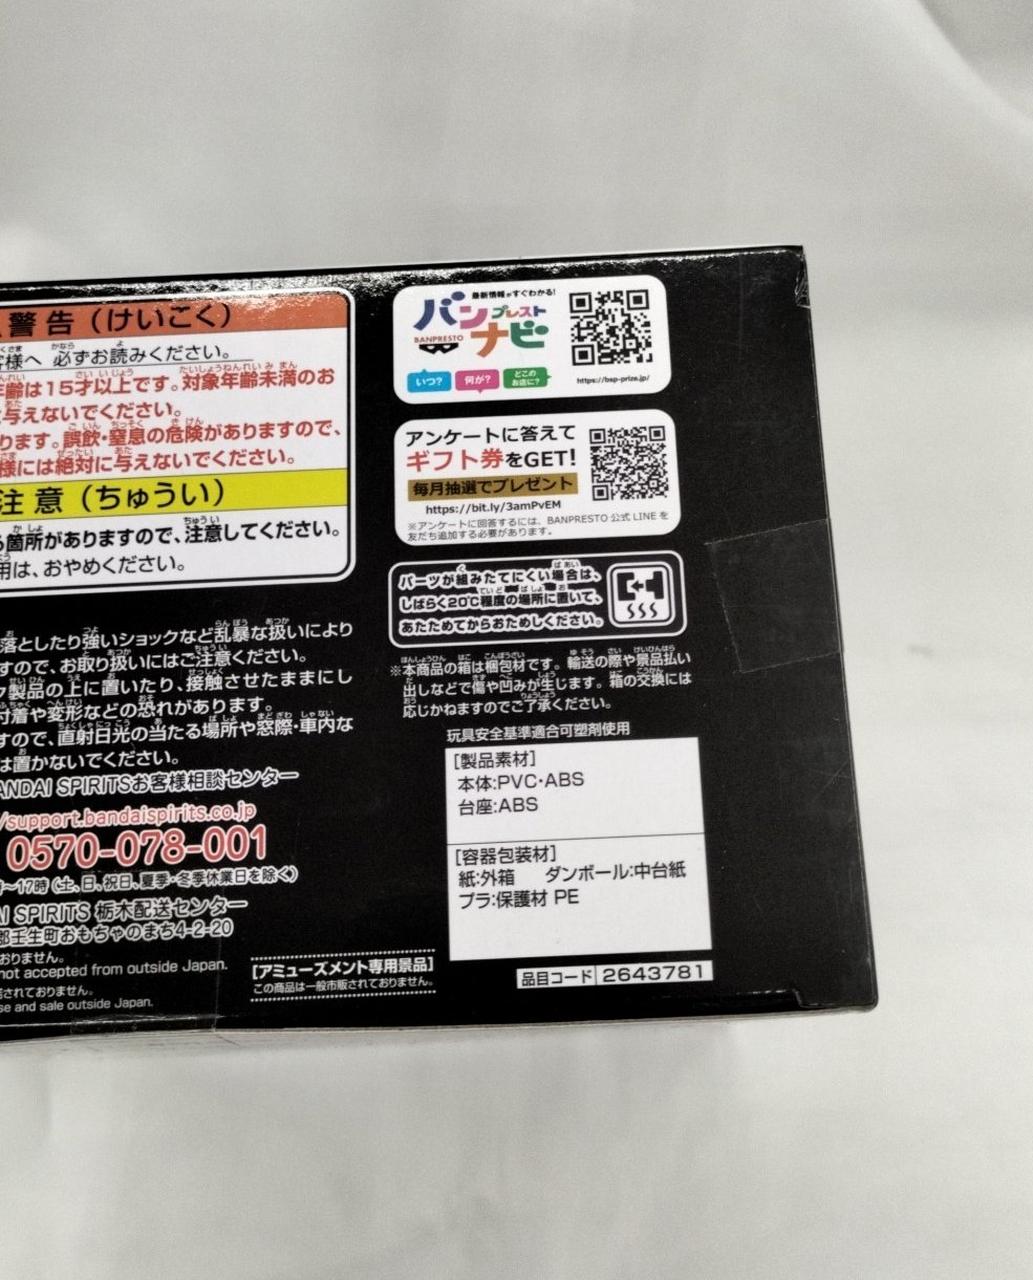 警告（けいこく）
客様へ 必ずお読みください。
年齢は15才以上です。対象年齢未満のお
与えないでください。
ります。誤飲・窒息の危険がありますので、
様には絶対に与えないでください。
注意（ちゅうい）
箇所がありますので、注意してください。
用は、おやめください。
落としたり強いショックなど乱暴な扱いにより
すので、お取り扱いにはご注意ください。
ク製品の上に置いたり、接触させたままにし
付着や変形などの恐れがあります。
すので、直射日光の当たる場所や窓際・車内な
は置かないでください。
ANDAI SPIRITSお客様相談センター
/support.bandaispirits.co.jp
0570-078-001
～17時（土、日、祝日、夏季・冬季休業日を除く）
AI SPIRITS 栃木配送センター
郡壬生町おもちゃのまち4-2-20
おりません。
not accepted from outside Japan.
されておりません。
se and sale outside Japan.
[アミューズメント専用景品]
この商品は一般市販されておりません。
最新情報がすぐわかる!
バンプレストナビ
BANPRESTO
いつ? 何が? どこのお店に?
https://bsp-prize.jp/
アンケートに答えて
ギフト券をGET!
毎月抽選でプレゼント
https://bit.ly/3amPvEM
※アンケートに回答するには、BANPRESTO 公式 LINE を
友だち追加する必要があります。
パーツが組みたてにくい場合は、
しばらく20℃程度の場所に置いて、
あたためてからおためしください。
※本商品の箱は梱包材です。輸送の際や景品払い
出しなどで傷や凹みが生じます。箱の交換には
応じかねますのでご了承ください。
玩具安全基準適合可塑剤使用
[製品素材]
本体:PVC・ABS
台座:ABS
[容器包装材]
紙:外箱 ダンボール:中台紙
プラ:保護材 PE
品目コード 2643781